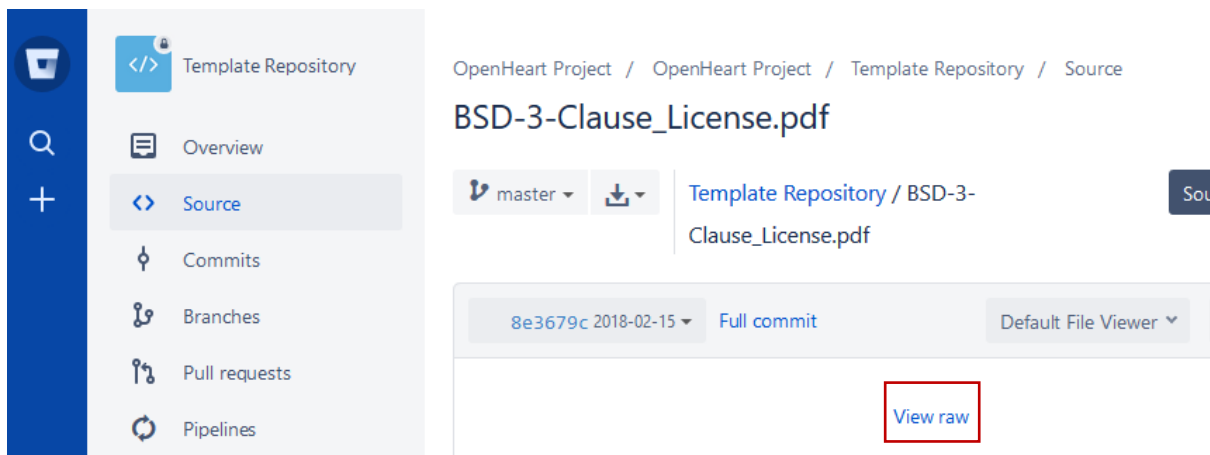 </> Template Repository
Overview
Source
Commits
Branches
Pull requests
Pipelines
OpenHeart Project / OpenHeart Project / Template Repository / Source
BSD-3-Clause_License.pdf
master
Template Repository / BSD-3-
Clause_License.pdf
Sou
8e3679c 2018-02-15
Full commit
Default File Viewer
View raw